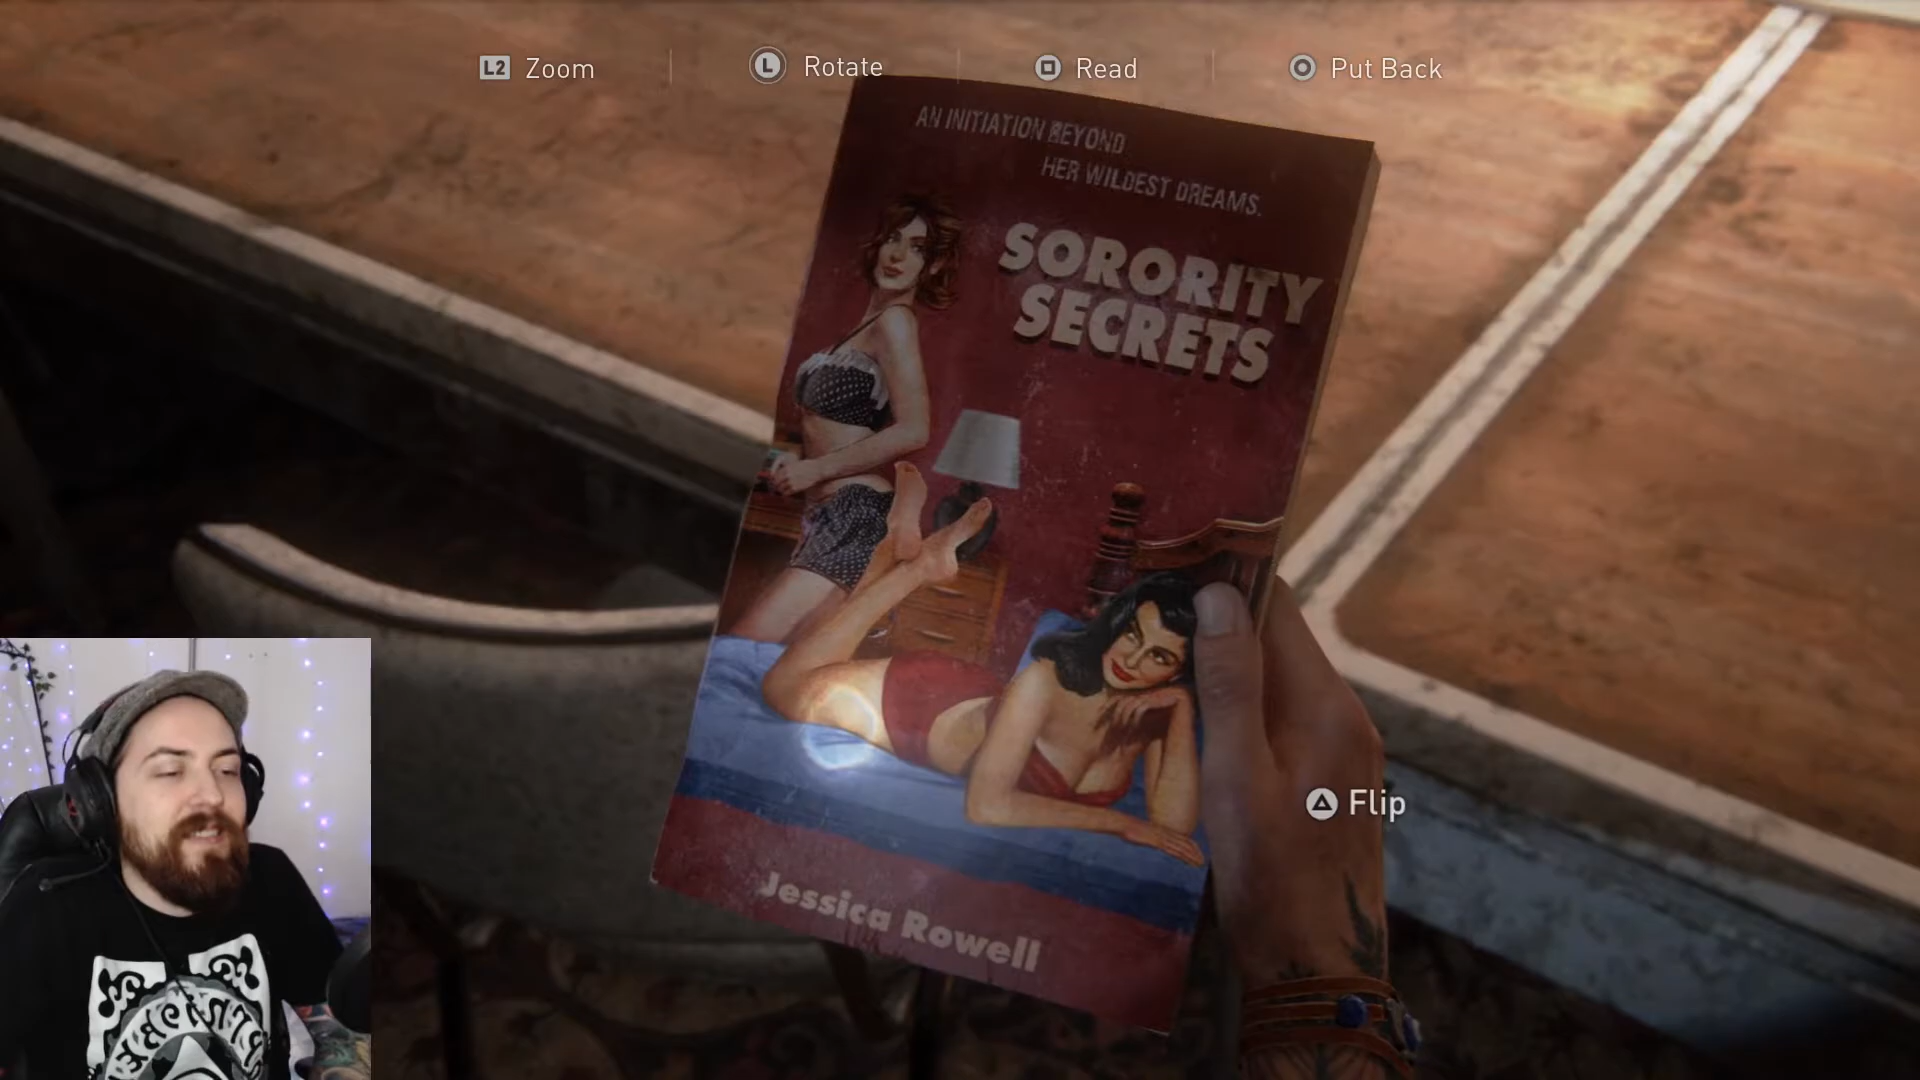 L2 Zoom
L Rotate
Read
Put Back
AN INITIATION BEYOND
HER WILDEST DREAMS.
SORORITY
SECRETS
Flip
Jessica Rowell